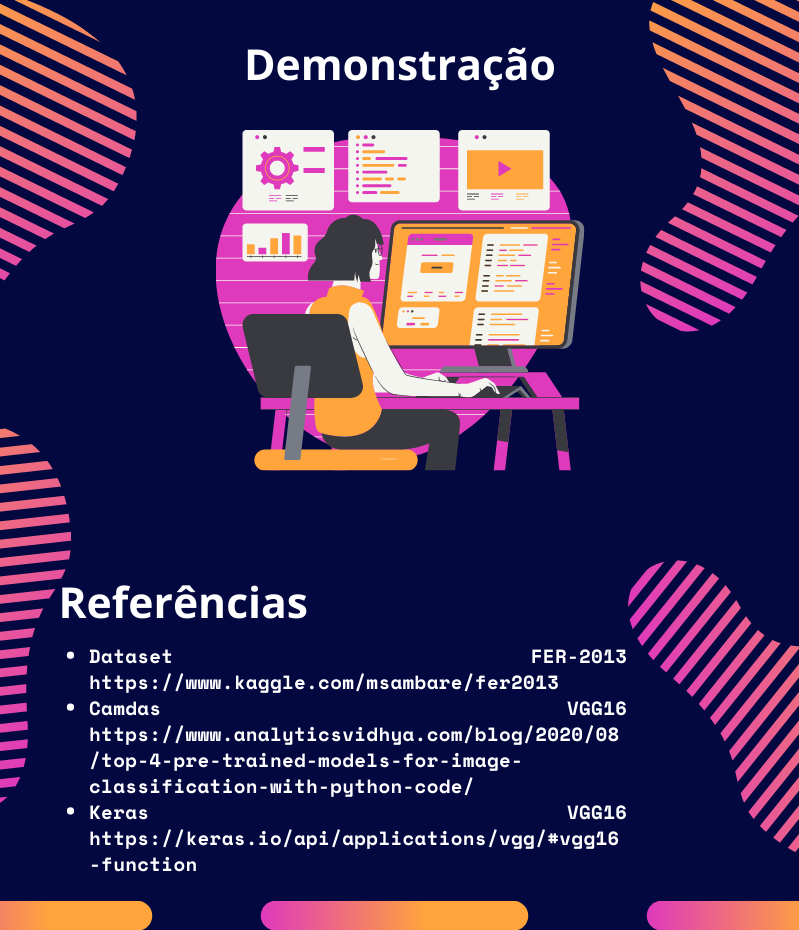 Demonstração
Referências
• Dataset FER-2013
https://www.kaggle.com/msambare/fer2013
• Camdas VGG16
https://www.analyticsvidhya.com/blog/2020/08
/top-4-pre-trained-models-for-image-
classification-with-python-code/
• Keras VGG16
https://keras.io/api/applications/vgg/#vgg16
-function